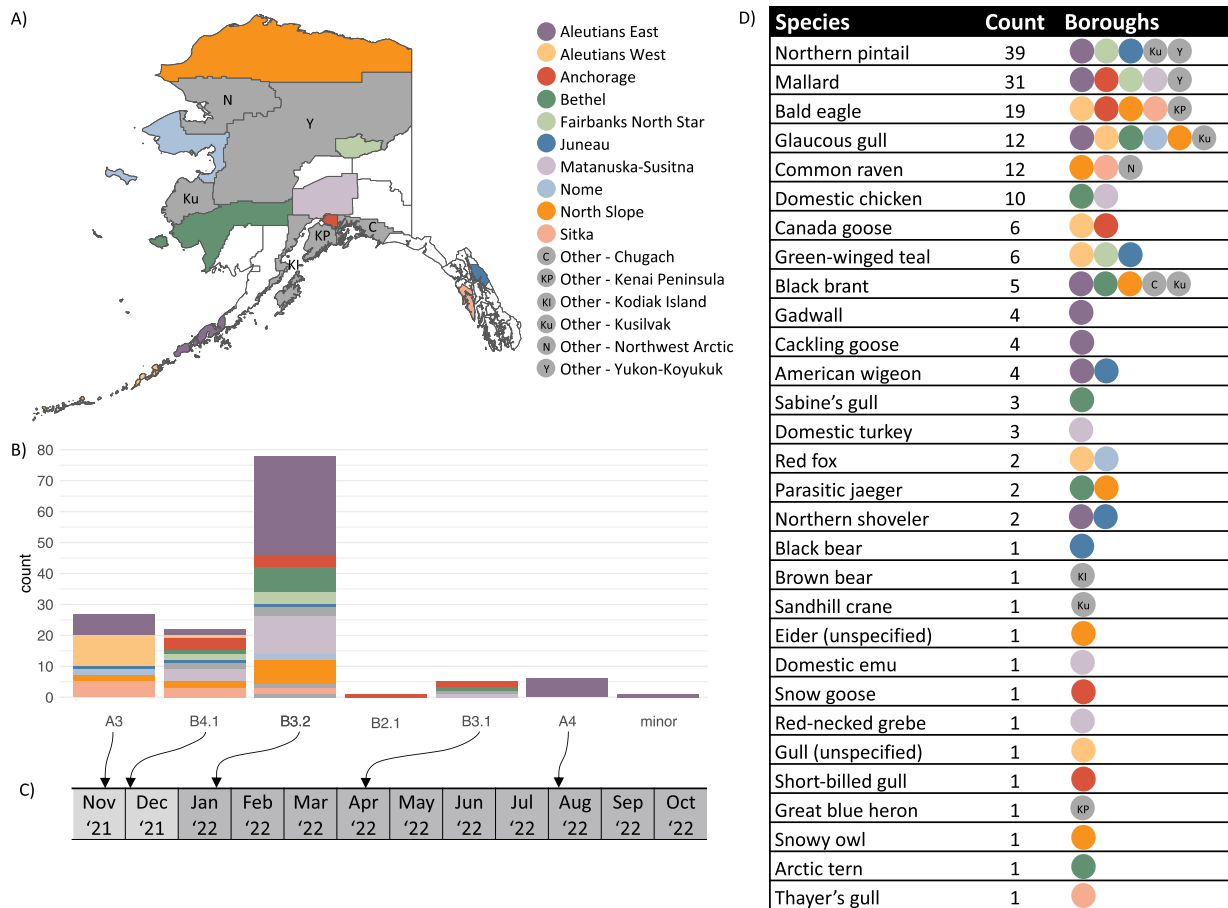 A)
N
Y
Ku
KP
C
KI
Aleutians East
Aleutians West
Anchorage
Bethel
Fairbanks North Star
Juneau
Matanuska-Susitna
Nome
North Slope
Sitka
C Other - Chugach
KP Other - Kenai Peninsula
KI Other - Kodiak Island
Ku Other - Kusilvak
N Other - Northwest Arctic
Y Other - Yukon-Koyukuk
B)
count
80
70
60
50
40
30
20
10
0
A3 B4.1 B3.2 B2.1 B3.1 A4 minor
C)
Nov Dec Jan Feb Mar Apr May Jun Jul Aug Sep Oct
‘21 ‘21 ‘22 ‘22 ‘22 ‘22 ‘22 ‘22 ‘22 ‘22 ‘22 ‘22
D)
Species Count Boroughs
Northern pintail 39 Ku Y
Mallard 31 Y
Bald eagle 19 KP
Glaucous gull 12 Ku
Common raven 12 N
Domestic chicken 10
Canada goose 6
Green-winged teal 6
Black brant 5 C Ku
Gadwall 4
Cackling goose 4
American wigeon 4
Sabine’s gull 3
Domestic turkey 3
Red fox 2
Parasitic jaeger 2
Northern shoveler 2
Black bear 1
Brown bear 1 KI
Sandhill crane 1 Ku
Eider (unspecified) 1
Domestic emu 1
Snow goose 1
Red-necked grebe 1
Gull (unspecified) 1
Short-billed gull 1
Great blue heron 1 KP
Snowy owl 1
Arctic tern 1
Thayer’s gull 1